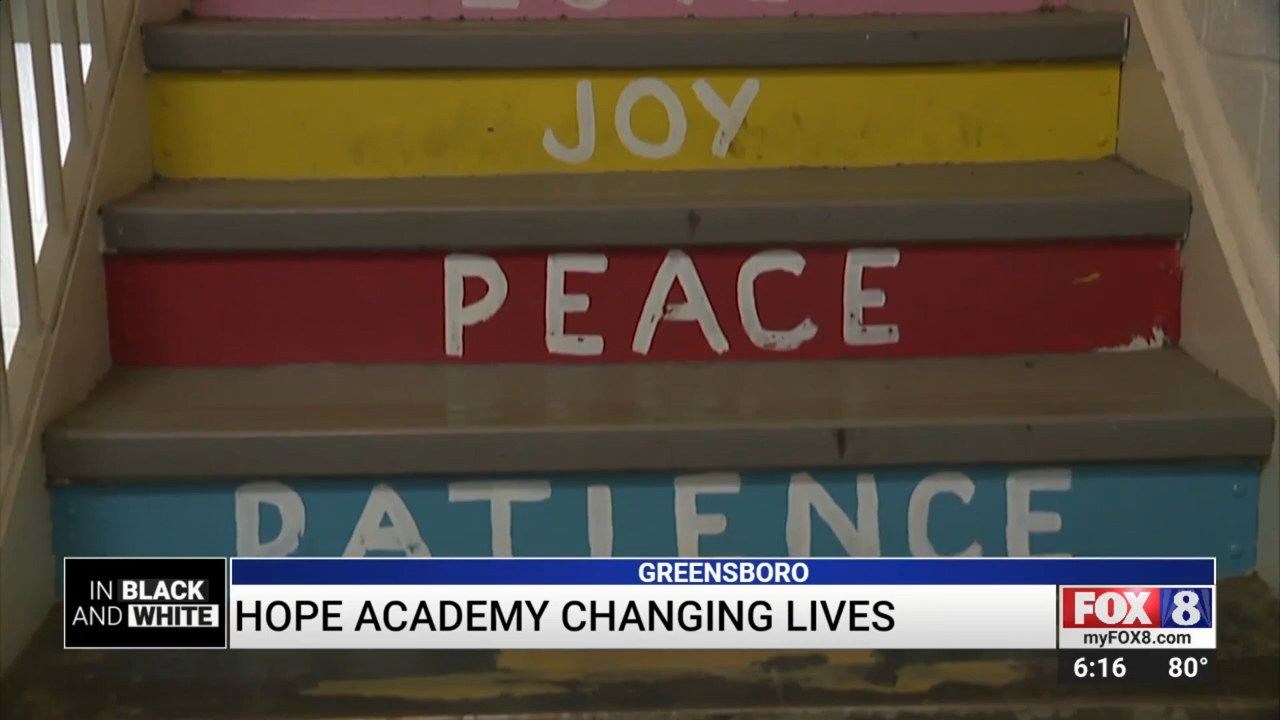 LOVE
JOY
PEACE
PATIENCE
GREENSBORO
IN BLACK
AND WHITE
HOPE ACADEMY CHANGING LIVES
FOX 8
myFOX8.com
6:16 80°